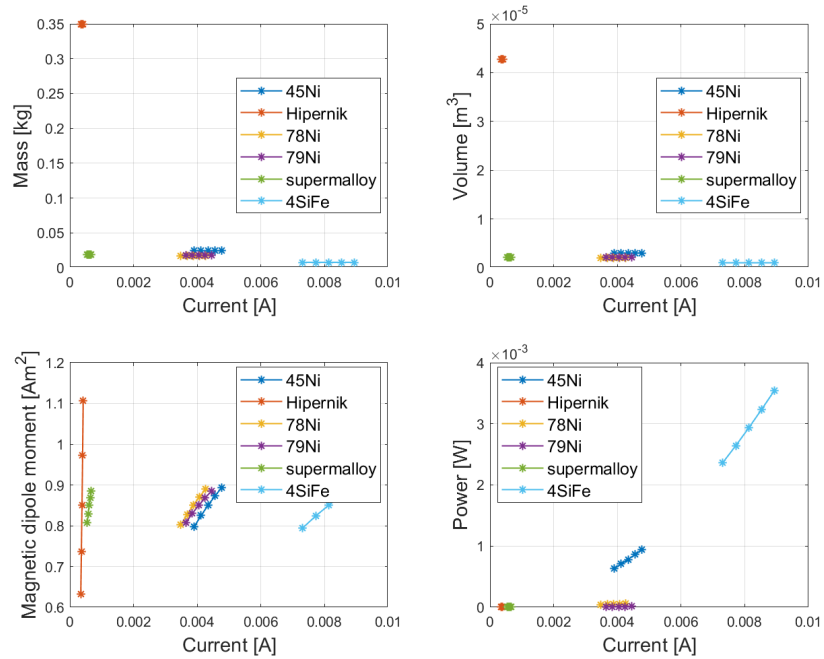 0.35
0.3
0.25
0.2
0.15
0.1
0.05
0
Mass [kg]
0
0.002
0.004
0.006
0.008
0.01
Current [A]
45Ni
Hipernik
78Ni
79Ni
supermalloy
4SiFe
×10⁻⁵
5
4
3
2
1
0
Volume [m³]
0
0.002
0.004
0.006
0.008
0.01
Current [A]
45Ni
Hipernik
78Ni
79Ni
supermalloy
4SiFe
1.2
1.1
1
0.9
0.8
0.7
0.6
Magnetic dipole moment [Am²]
0
0.002
0.004
0.006
0.008
0.01
Current [A]
45Ni
Hipernik
78Ni
79Ni
supermalloy
4SiFe
×10⁻³
4
3
2
1
0
Power [W]
0
0.002
0.004
0.006
0.008
0.01
Current [A]
45Ni
Hipernik
78Ni
79Ni
supermalloy
4SiFe